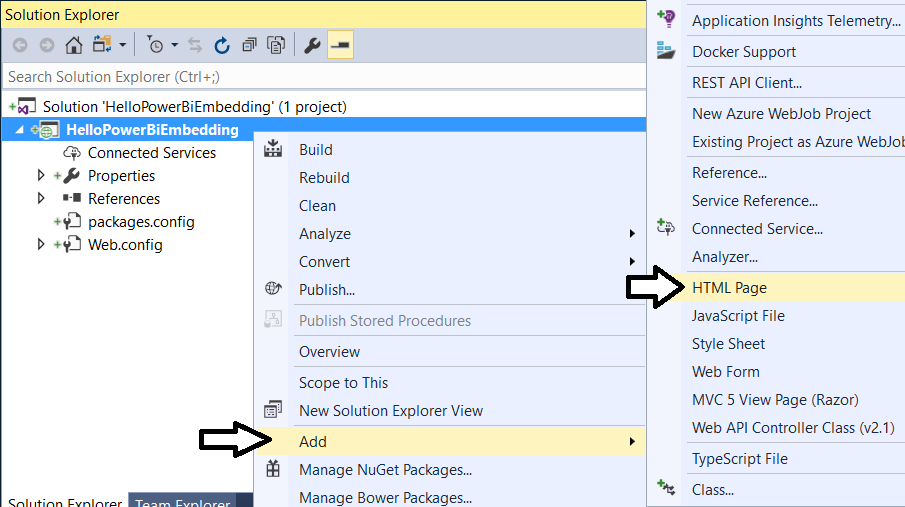 Solution Explorer
Search Solution Explorer (Ctrl+;)
Solution 'HelloPowerBiEmbedding' (1 project)
HelloPowerBiEmbedding
Connected Services
Properties
References
packages.config
Web.config
Solution Explorer
Team Explorer
Build
Rebuild
Clean
Analyze
Convert
Publish...
Publish Stored Procedures
Overview
Scope to This
New Solution Explorer View
Add
Manage NuGet Packages...
Manage Bower Packages...
Application Insights Telemetry...
Docker Support
REST API Client...
New Azure WebJob Project
Existing Project as Azure WebJob
Reference...
Service Reference...
Connected Service...
Analyzer...
HTML Page
JavaScript File
Style Sheet
Web Form
MVC 5 View Page (Razor)
Web API Controller Class (v2.1)
TypeScript File
Class...